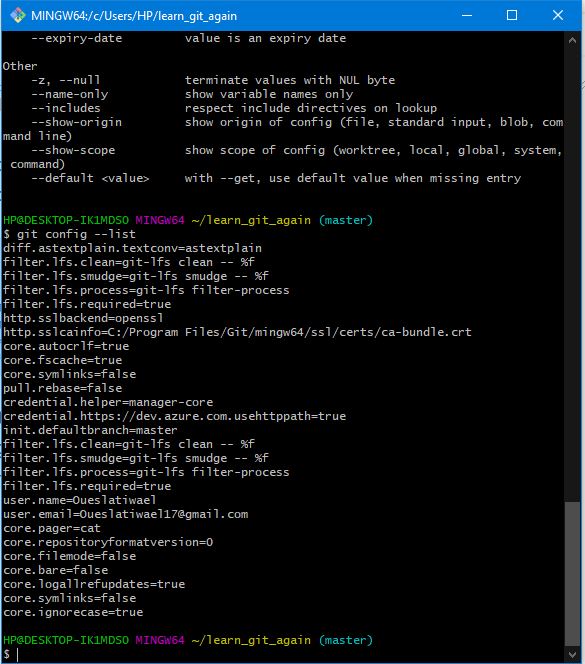 MINGW64:/c/Users/HP/learn_git_again
    --expiry-date         value is an expiry date
Other
    -z, --null            terminate values with NUL byte
    --name-only           show variable names only
    --includes            respect include directives on lookup
    --show-origin         show origin of config (file, standard input, blob, com
mand line)
    --show-scope          show scope of config (worktree, local, global, system,
 command)
    --default <value>     with --get, use default value when missing entry
HP@DESKTOP-IK1MDSO MINGW64 ~/learn_git_again (master)
$ git config --list
diff.astextplain.textconv=astextplain
filter.lfs.clean=git-lfs clean -- %f
filter.lfs.smudge=git-lfs smudge -- %f
filter.lfs.process=git-lfs filter-process
filter.lfs.required=true
http.sslbackend=openssl
http.sslcainfo=C:/Program Files/Git/mingw64/ssl/certs/ca-bundle.crt
core.autocrlf=true
core.fscache=true
core.symlinks=false
pull.rebase=false
credential.helper=manager-core
credential.https://dev.azure.com.usehttppath=true
init.defaultbranch=master
filter.lfs.clean=git-lfs clean -- %f
filter.lfs.smudge=git-lfs smudge -- %f
filter.lfs.process=git-lfs filter-process
filter.lfs.required=true
user.name=Oueslatiwael
user.email=Oueslatiwael17@gmail.com
core.pager=cat
core.repositoryformatversion=0
core.filemode=false
core.bare=false
core.logallrefupdates=true
core.symlinks=false
core.ignorecase=true
HP@DESKTOP-IK1MDSO MINGW64 ~/learn_git_again (master)
$